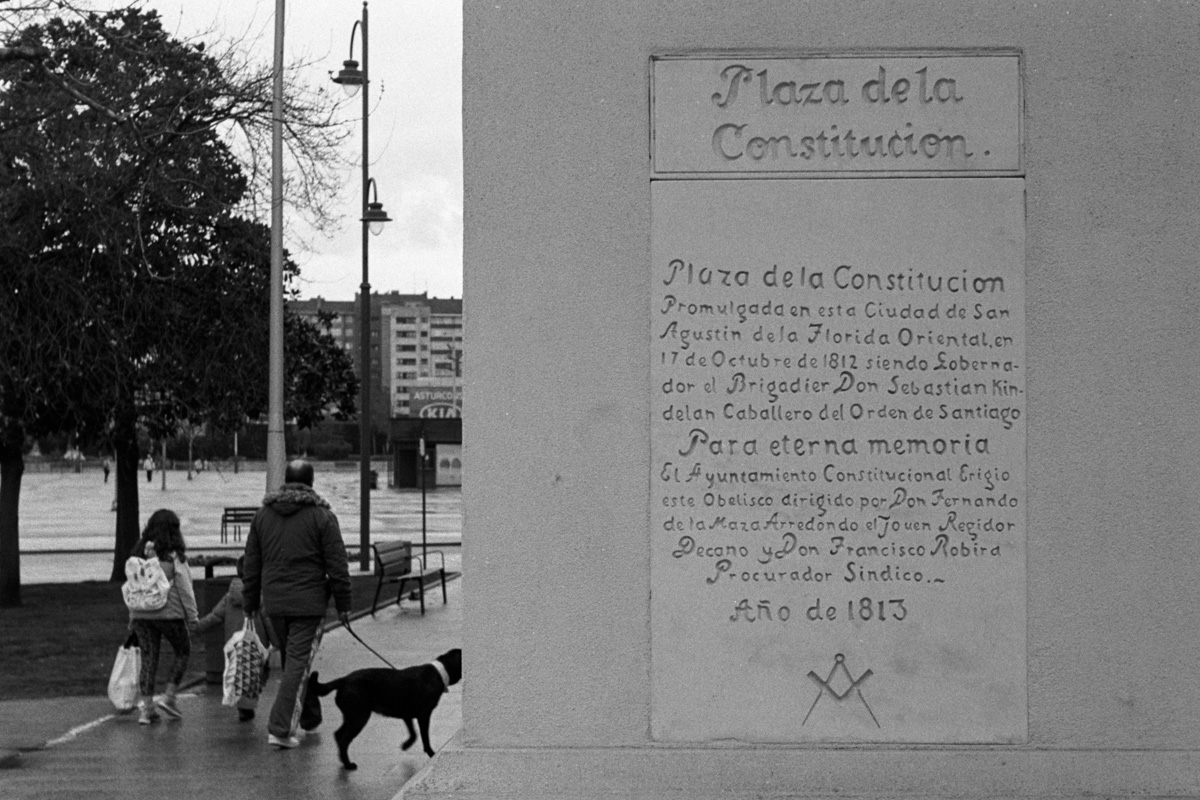 Plaza de la
Constitución.
Plaza de la Constitucion
Promulgada en esta Ciudad de San
Agustin de la Florida Oriental, en
17 de Octubre de 1812 siendo Goberna-
dor el Brigadier Don Sebastian Kin-
delan Caballero del Orden de Santiago
Para eterna memoria
El Ayuntamiento Constitucional Erigio
este Obelisco dirigido por Don Fernando
de la Maza Arredondo el Joven Regidor
Decano y Don Francisco Robira
Procurador Sindico.~
Año de 1813
ASTURCO
KIA